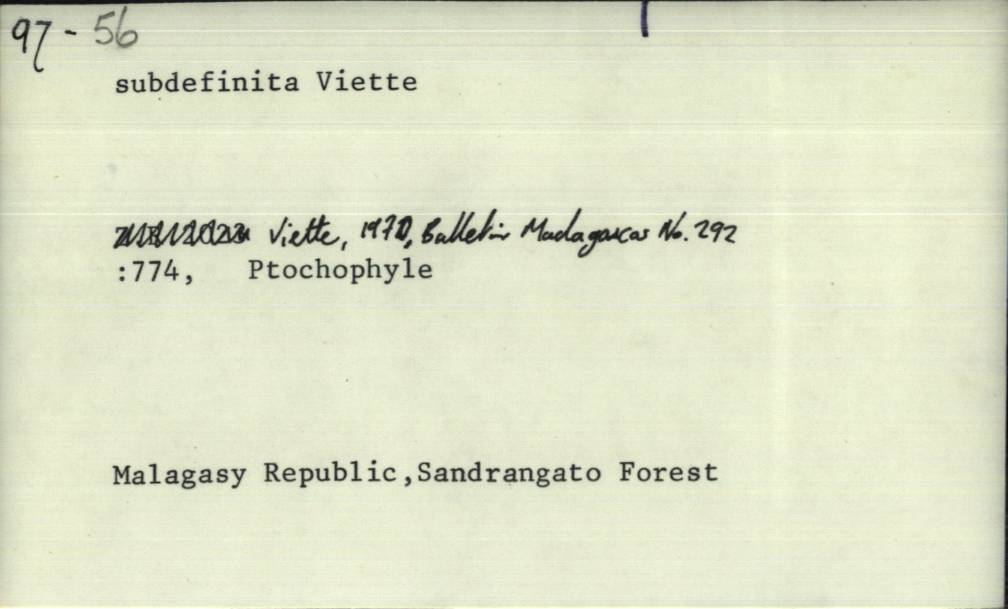 97-56
subdefinita Viette
Viette, 1970, Bulletin Madagascar No. 292
:774, Ptochophyle
Malagasy Republic,Sandrangato Forest